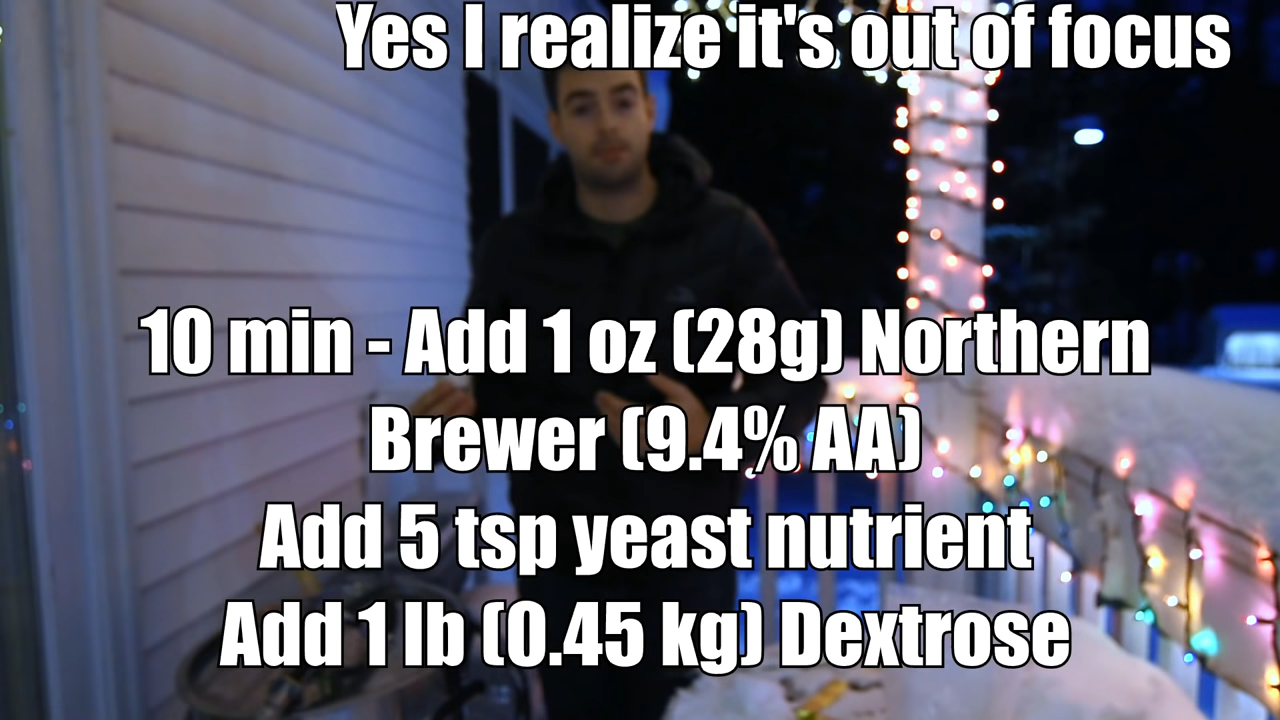 Yes I realize it's out of focus
10 min - Add 1 oz (28g) Northern
Brewer (9.4% AA)
Add 5 tsp yeast nutrient
Add 1 lb (0.45 kg) Dextrose